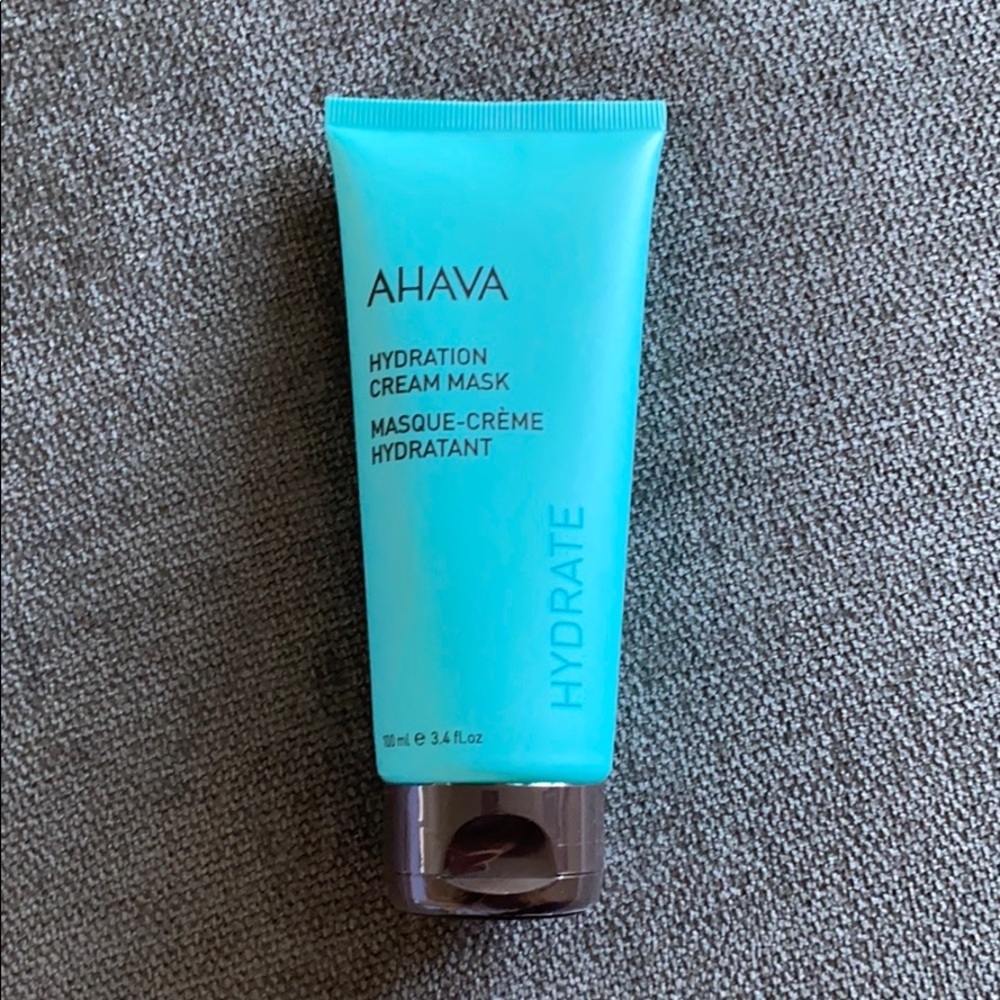 AHAVA
HYDRATION
CREAM MASK
MASQUE-CRÈME
HYDRATANT
HYDRATE
100 ml ℮ 3.4 fl.oz